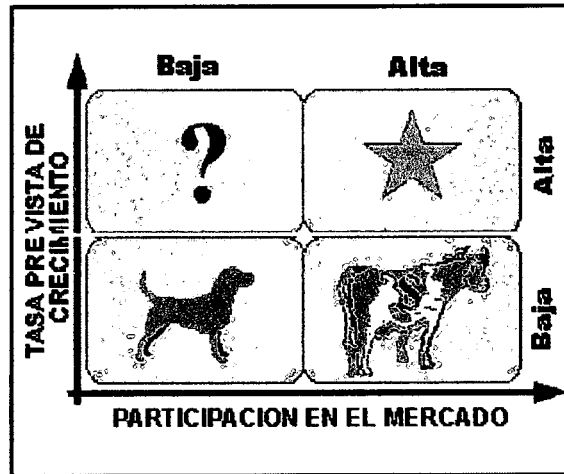 Baja Alta
?
TASA PREVISTA DE
CRECIMIENTO
Alta
Baja
PARTICIPACION EN EL MERCADO